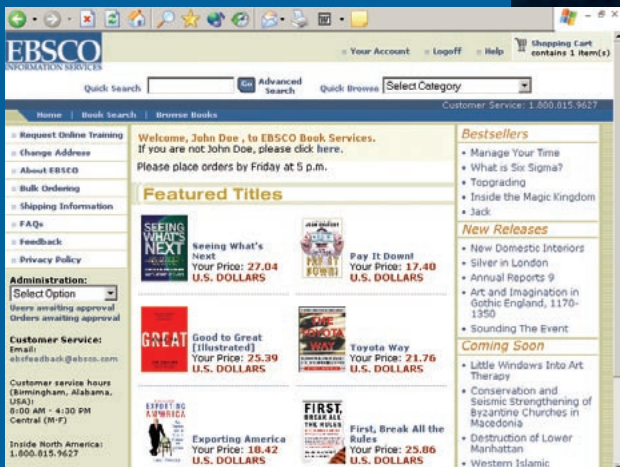 EBSCO
INFORMATION SERVICES
Your Account
Logoff
Help
Shopping Cart
contains 1 item(s)
Quick Search
Go
Advanced
Search
Quick Browse
Select Category
Home | Book Search | Browse Books
Customer Service: 1.800.815.9627
Request Online Training
Change Address
About EBSCO
Bulk Ordering
Shipping Information
FAQs
Feedback
Privacy Policy
Administration:
Select Option
Users awaiting approval
Orders awaiting approval
Customer Service:
Email:
ebsfeedback@ebsco.com
Customer service hours
(Birmingham, Alabama,
USA):
8:00 AM - 4:30 PM
Central (M-F)
Inside North America:
1.800.815.9627
Welcome, John Doe , to EBSCO Book Services.
If you are not John Doe, please click here.
Please place orders by Friday at 5 p.m.
Featured Titles
SEEING
WHAT'S
NEXT
Seeing What's
Next
Your Price: 27.04
U.S. DOLLARS
PAY IT
DOWN!
Pay It Down!
Your Price: 17.40
U.S. DOLLARS
GREAT
Good to Great
[Illustrated]
Your Price: 25.39
U.S. DOLLARS
THE
TOYOTA
WAY
Toyota Way
Your Price: 21.76
U.S. DOLLARS
EXPORTING
AMERICA
Exporting America
Your Price: 18.42
U.S. DOLLARS
FIRST,
BREAK ALL
THE RULES
First, Break All the
Rules
Your Price: 25.86
U.S. DOLLARS
Bestsellers
Manage Your Time
What is Six Sigma?
Topgrading
Inside the Magic Kingdom
Jack
New Releases
New Domestic Interiors
Silver in London
Annual Reports 9
Art and Imagination in
Gothic England, 1170-
1350
Sounding The Event
Coming Soon
Little Windows Into Art
Therapy
Conservation and
Seismic Strengthening of
Byzantine Churches in
Macedonia
Destruction of Lower
Manhattan
Western Islamic